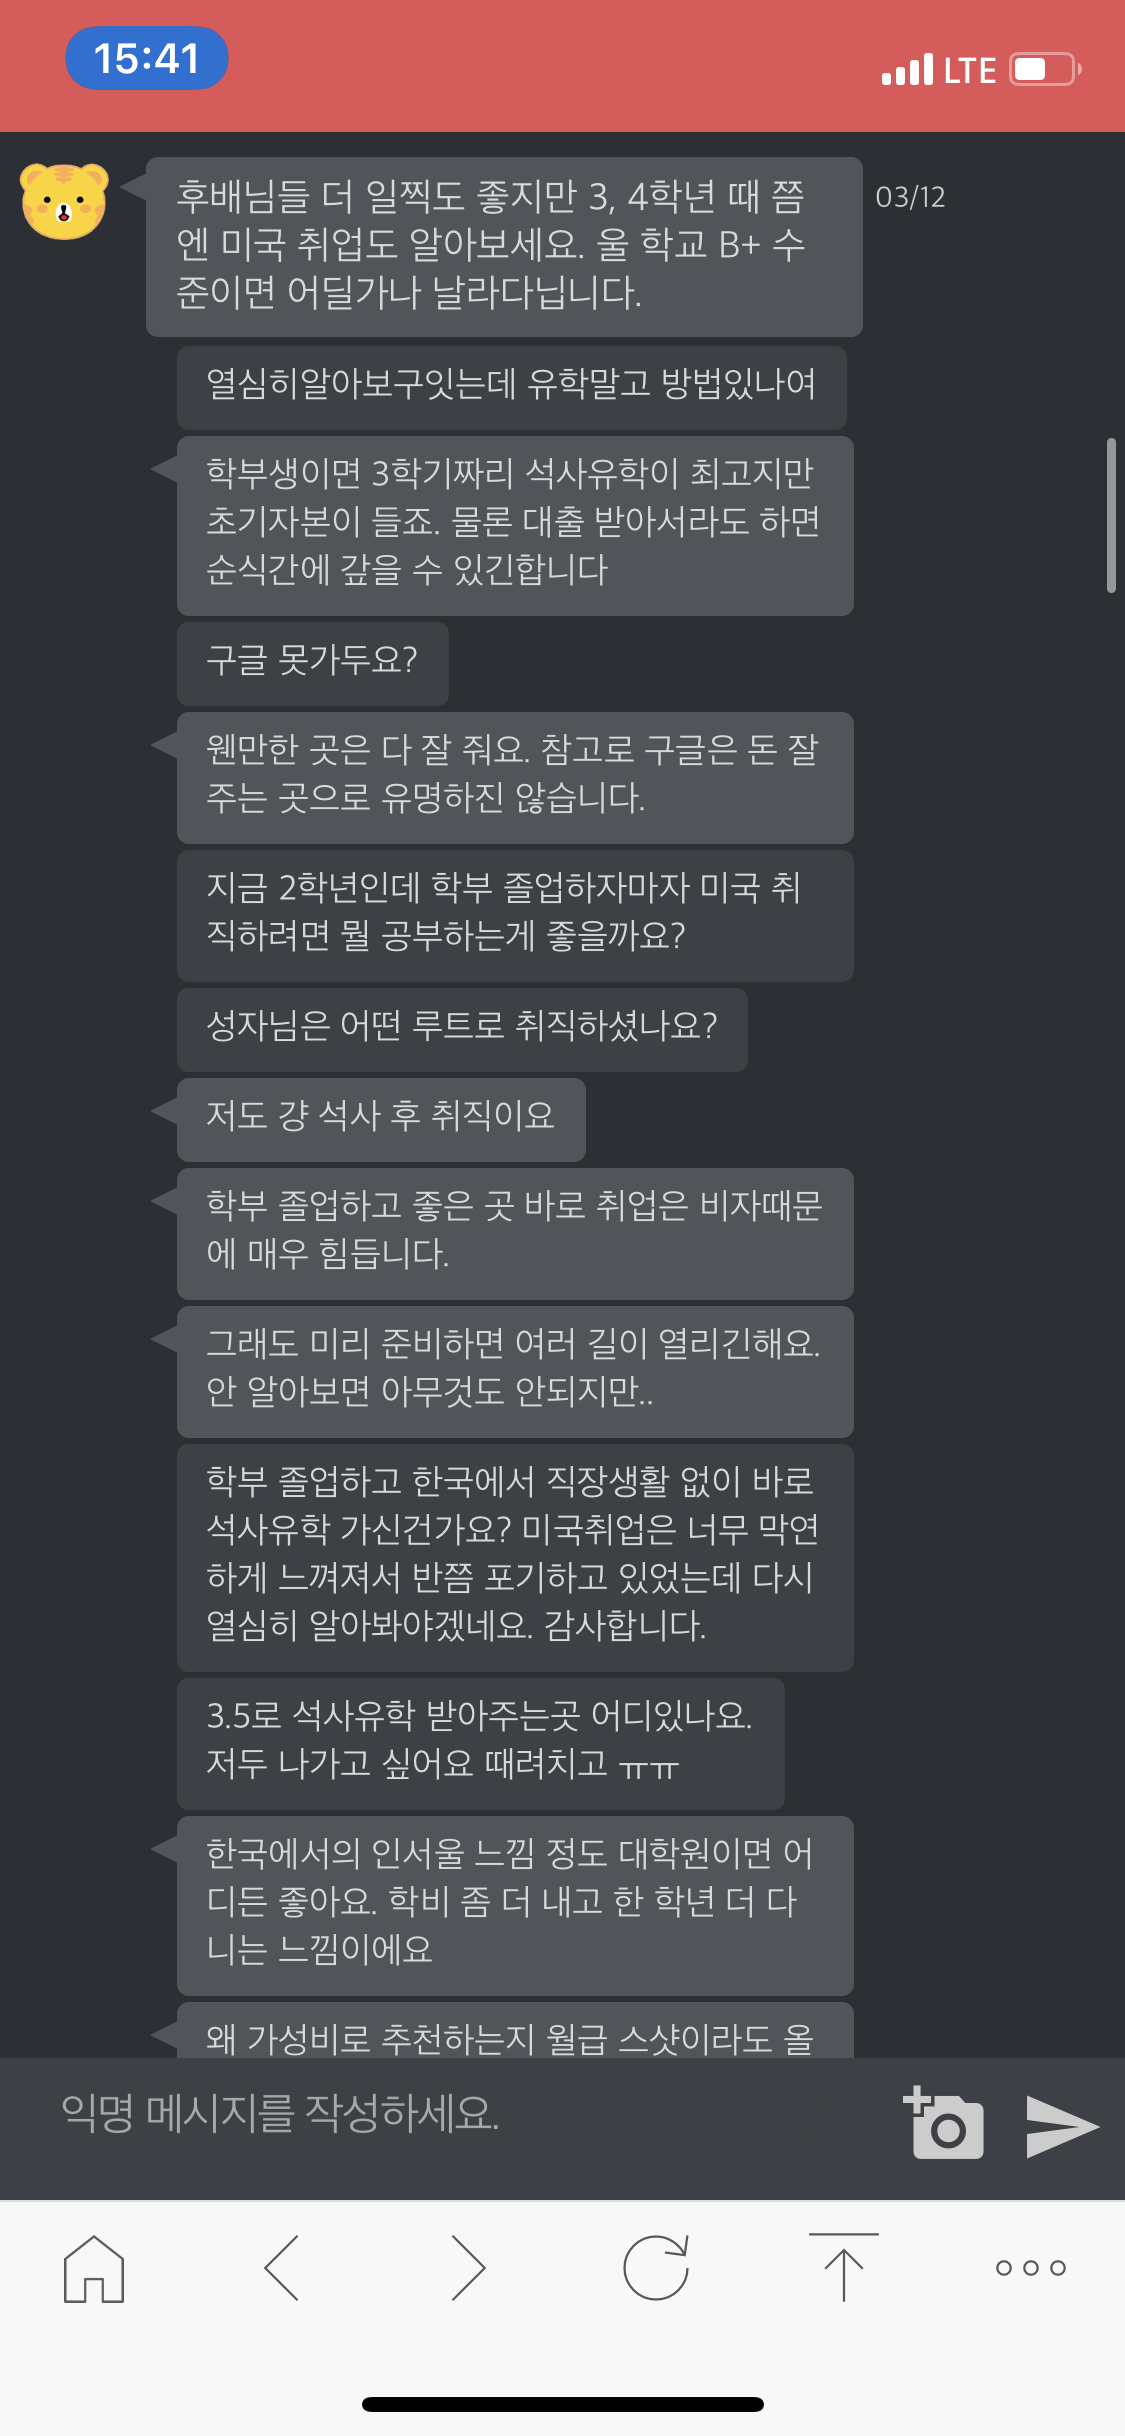 15:41
LTE
후배님들 더 일찍도 좋지만 3, 4학년 때 쯤
03/12
엔 미국 취업도 알아보세요. 울 학교 B+ 수
준이면 어딜가나 날라다닙니다.
열심히알아보구잇는데 유학말고 방법있나여
학부생이면 3학기짜리 석사유학이 최고지만
초기자본이 들죠. 물론 대출 받아서라도 하면
순식간에 갚을 수 있긴합니다
구글 못가두요?
웬만한 곳은 다 잘 줘요. 참고로 구글은 돈 잘
주는 곳으로 유명하진 않습니다.
지금 2학년인데 학부 졸업하자마자 미국 취
직하려면 뭘 공부하는게 좋을까요?
성자님은 어떤 루트로 취직하셨나요?
저도 걍 석사 후 취직이요
학부 졸업하고 좋은 곳 바로 취업은 비자때문
에 매우 힘듭니다.
그래도 미리 준비하면 여러 길이 열리긴해요.
안 알아보면 아무것도 안되지만..
학부 졸업하고 한국에서 직장생활 없이 바로
석사유학 가신건가요? 미국취업은 너무 막연
하게 느껴져서 반쯤 포기하고 있었는데 다시
열심히 알아봐야겠네요. 감사합니다.
3.5로 석사유학 받아주는곳 어디있나요.
저두 나가고 싶어요 때려치고 ㅠㅠ
한국에서의 인서울 느낌 정도 대학원이면 어
디든 좋아요. 학비 좀 더 내고 한 학년 더 다
니는 느낌이에요
왜 가성비로 추천하는지 월급 스샷이라도 올
익명 메시지를 작성하세요.